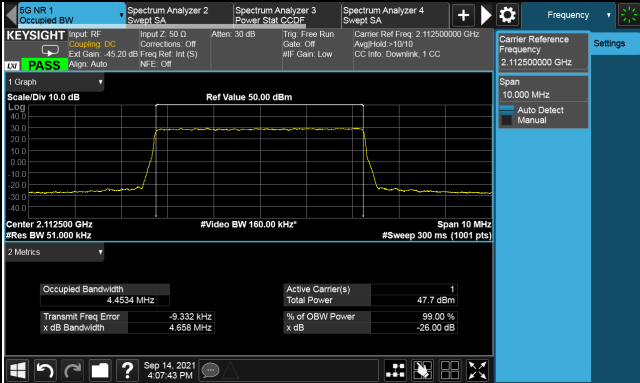 5G NR 1
Occupied BW
Spectrum Analyzer 2
Swept SA
Spectrum Analyzer 3
Power Stat CCDF
Spectrum Analyzer 4
Swept SA
Frequency
KEYSIGHT
Input: RF
Coupling: DC
Ext Gain: -45.20 dB
Align: Auto
Input Z: 50 Ω
Corrections: Off
Freq Ref: Int (S)
NFE: Off
Atten: 30 dB
Trig: Free Run
Gate: Off
#IF Gain: Low
Carrier Ref Freq: 2.112500000 GHz
Avg|Hold:>10/10
CC Info: Downlink, 1 CC
LXI
PASS
Carrier Reference
Frequency
2.112500000 GHz
Span
10.000 MHz
Auto Detect
Manual
Settings
1 Graph
Scale/Div 10.0 dB
Ref Value 50.00 dBm
Log
40.0
30.0
20.0
10.0
0.00
-10.0
-20.0
-30.0
-40.0
Center 2.112500 GHz
#Res BW 51.000 kHz
#Video BW 160.00 kHz*
Span 10 MHz
#Sweep 300 ms (1001 pts)
2 Metrics
Occupied Bandwidth
4.4534 MHz
Transmit Freq Error -9.332 kHz
x dB Bandwidth 4.658 MHz
Active Carrier(s) 1
Total Power 47.7 dBm
% of OBW Power 99.00 %
x dB -26.00 dB
Sep 14, 2021
4:07:43 PM